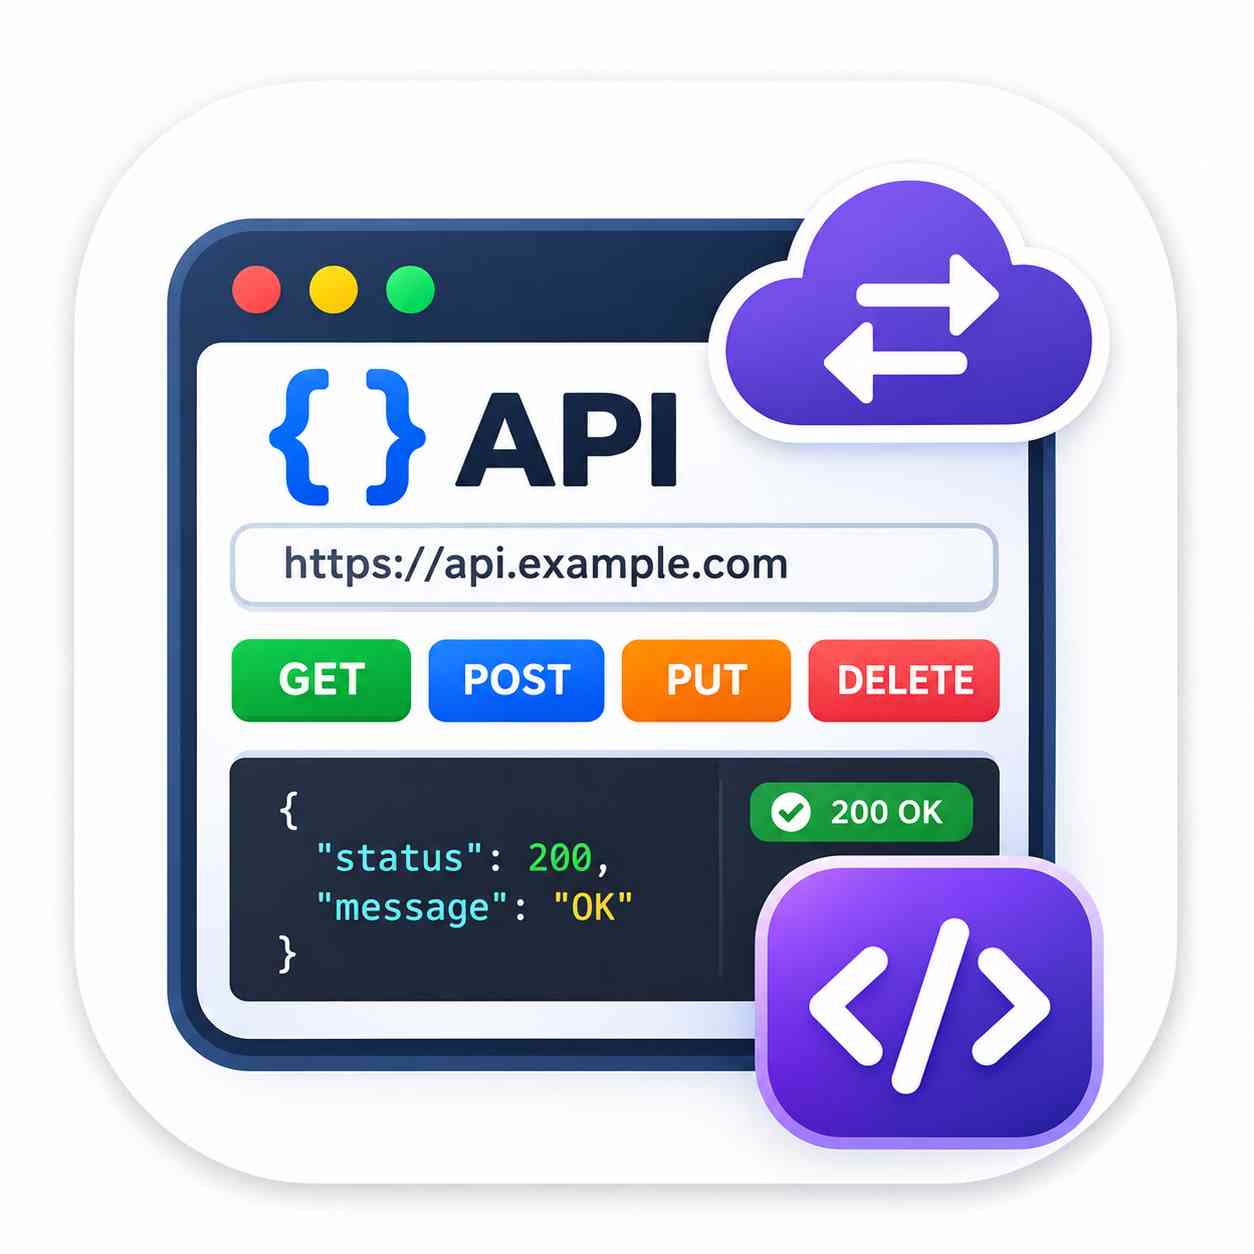 { } API
https://api.example.com
GET POST PUT DELETE
{
"status": 200,
"message": "OK"
}
200 OK
</>